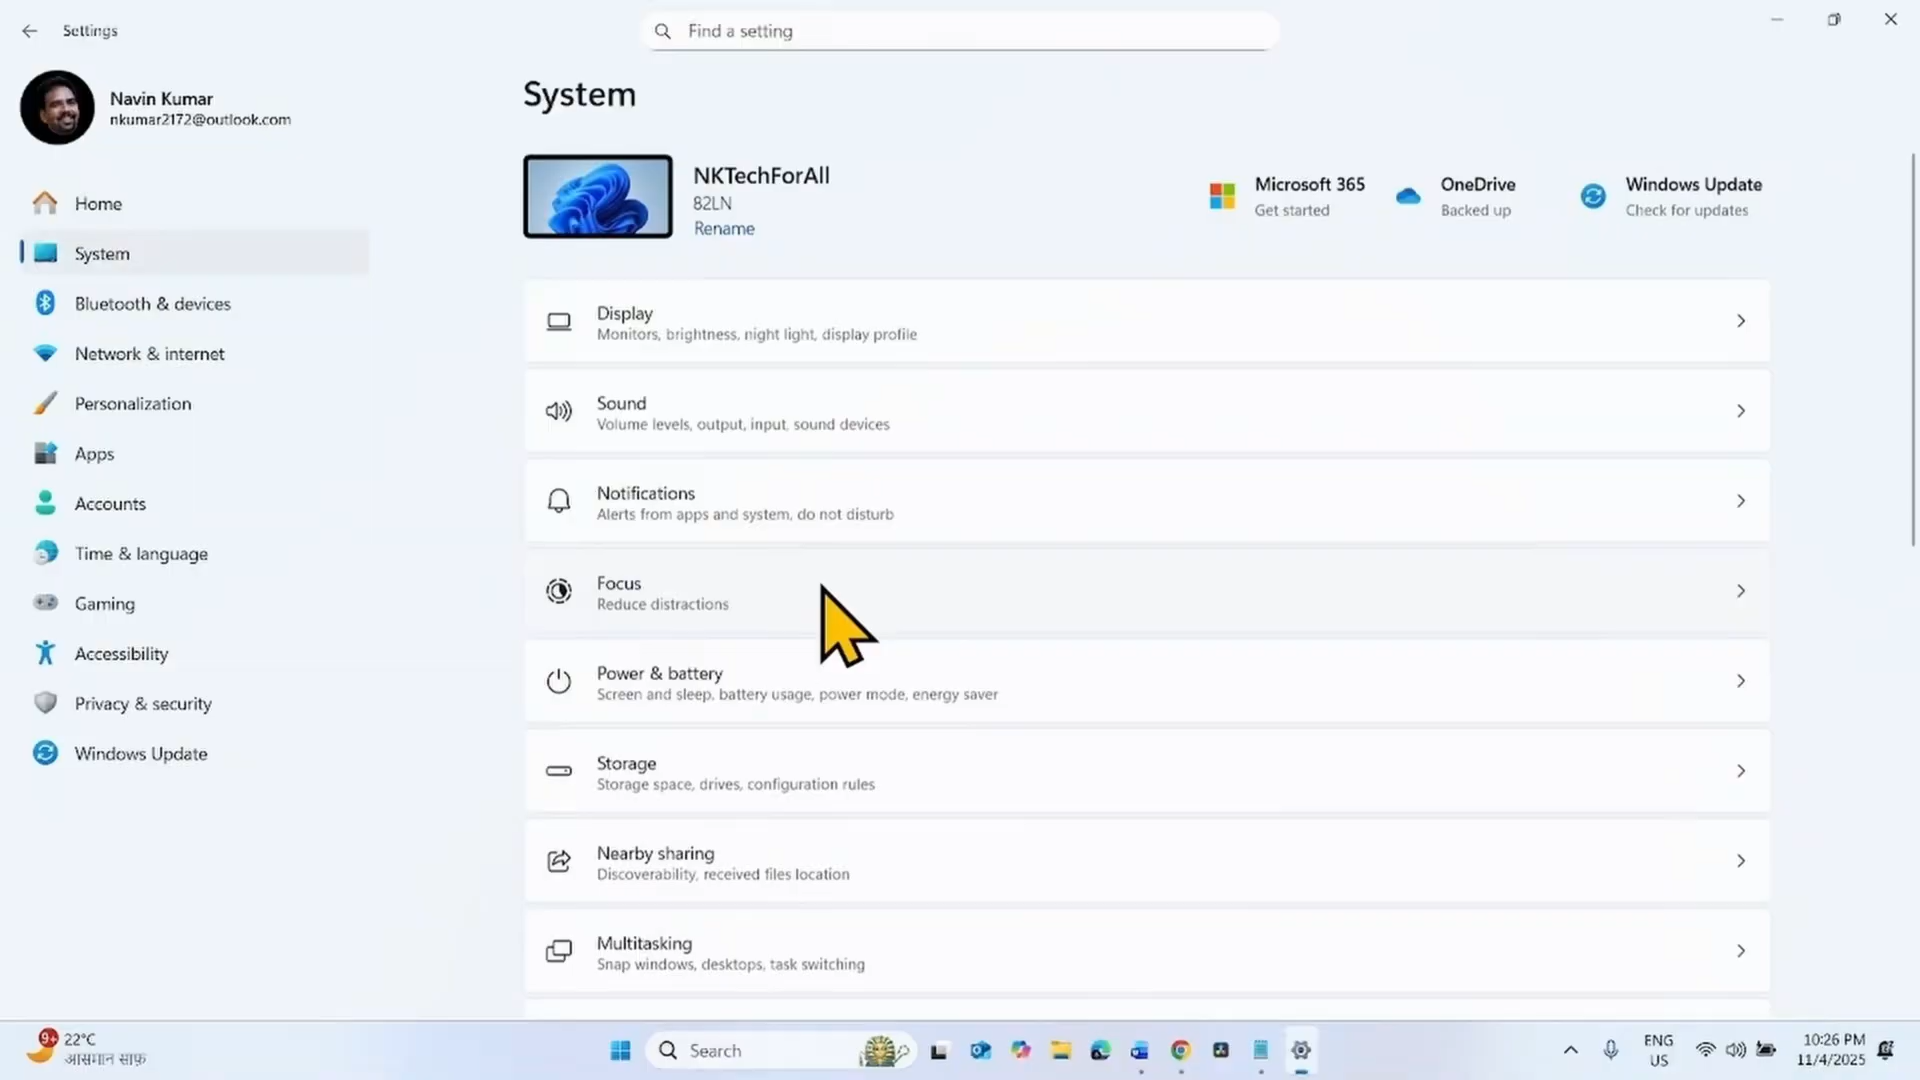 Settings
Find a setting
Navin Kumar
nkumar2172@outlook.com
Home
System
Bluetooth & devices
Network & internet
Personalization
Apps
Accounts
Time & language
Gaming
Accessibility
Privacy & security
Windows Update
System
NKTechForAll
82LN
Rename
Microsoft 365
Get started
OneDrive
Backed up
Windows Update
Check for updates
Display
Monitors, brightness, night light, display profile
Sound
Volume levels, output, input, sound devices
Notifications
Alerts from apps and system, do not disturb
Focus
Reduce distractions
Power & battery
Screen and sleep, battery usage, power mode, energy saver
Storage
Storage space, drives, configuration rules
Nearby sharing
Discoverability, received files location
Multitasking
Snap windows, desktops, task switching
9+
22°C
आसमान साफ़
Search
ENG
US
10:26 PM
11/4/2025